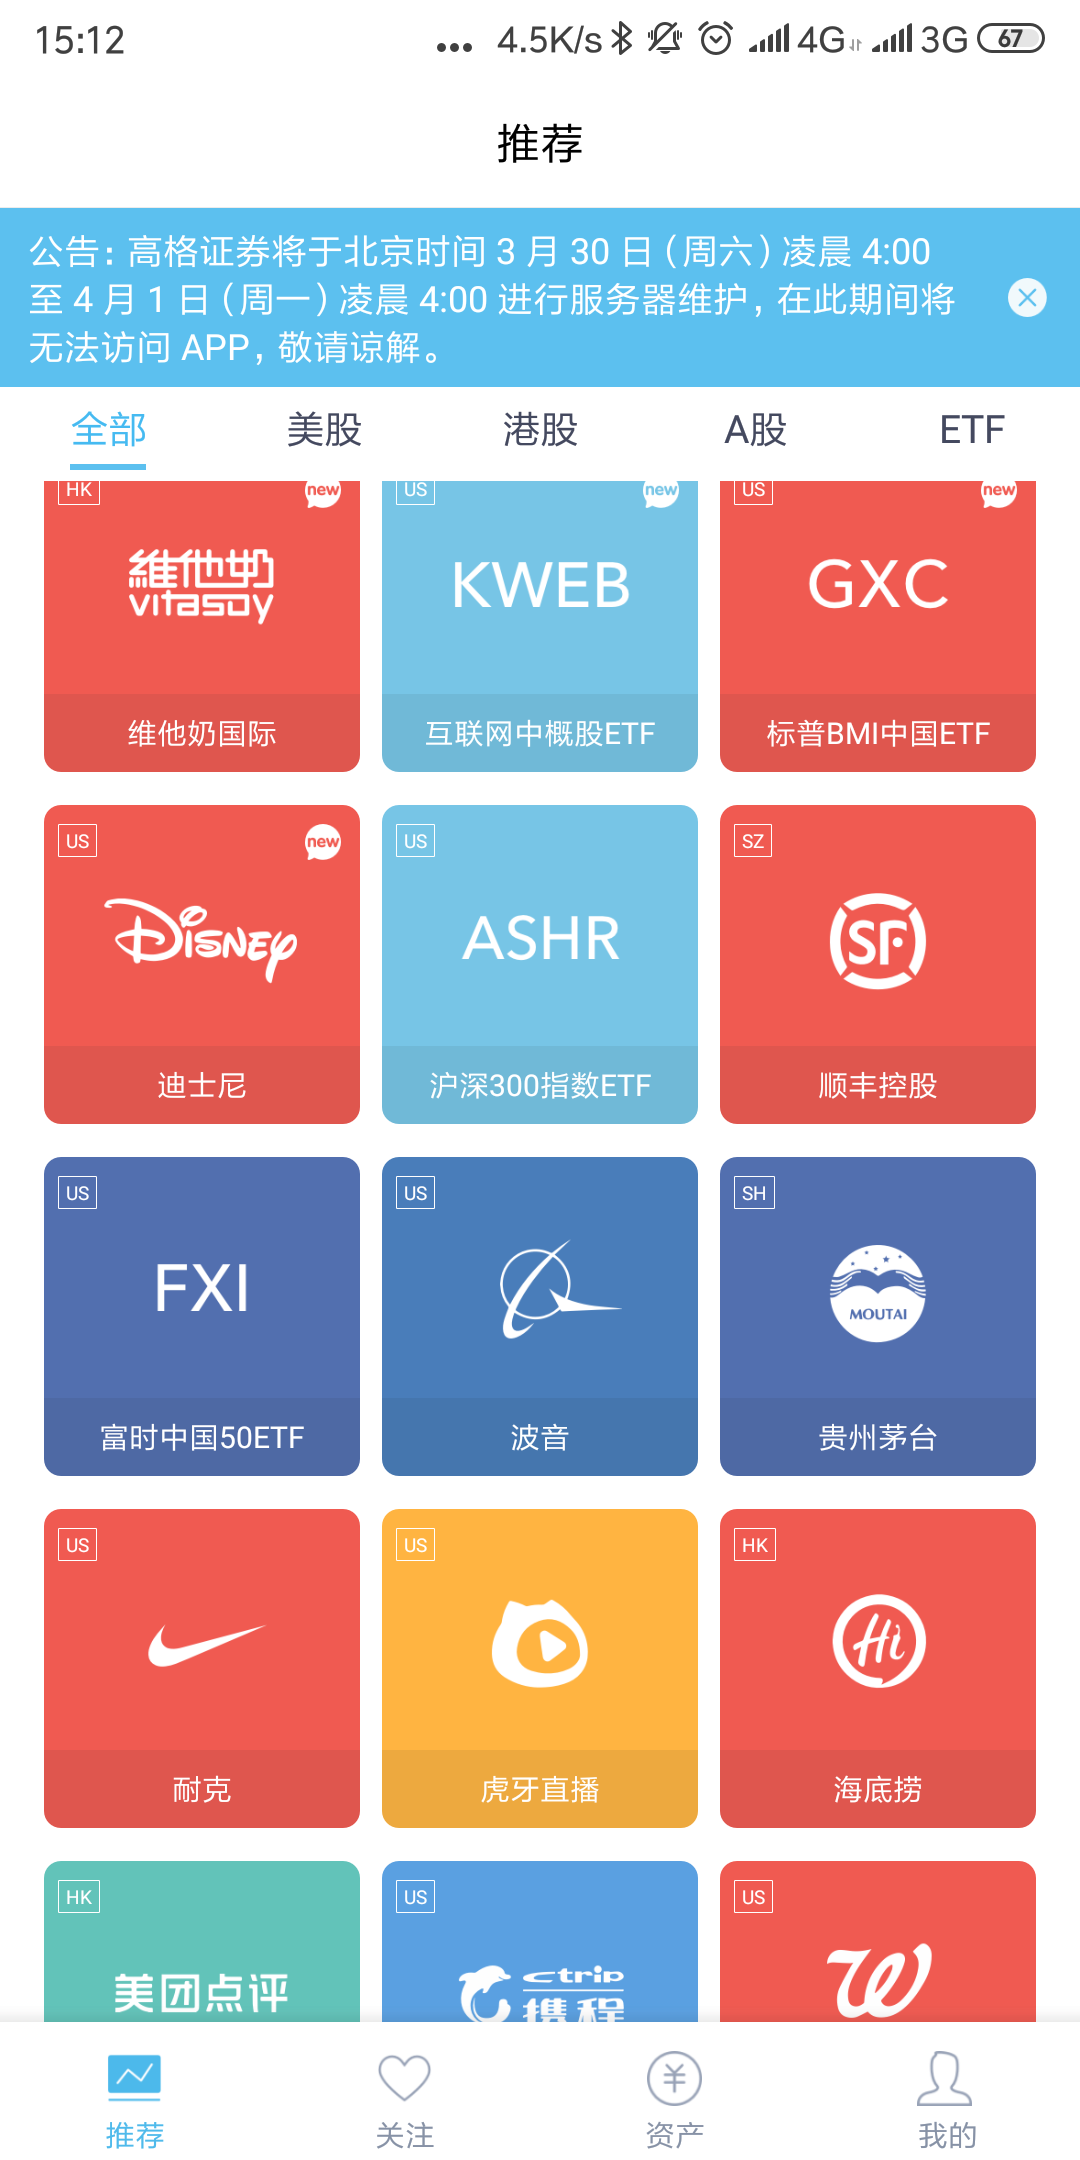 15:12 ... 4.5K/s 4G 3G 67
推荐
公告：高格证券将于北京时间 3 月 30 日（周六）凌晨 4:00
至 4 月 1 日（周一）凌晨 4:00 进行服务器维护，在此期间将
无法访问 APP，敬请谅解。
全部 美股 港股 A股 ETF
HK new US new US new
維他奶
vitasoy
KWEB GXC
维他奶国际 互联网中概股ETF 标普BMI中国ETF
US new US SZ
Disney ASHR SF
迪士尼 沪深300指数ETF 顺丰控股
US US SH
FXI MOUTAI
富时中国50ETF 波音 贵州茅台
US US HK
Hi
耐克 虎牙直播 海底捞
HK US US
美团点评 ctrip W
携程
推荐 关注 资产 我的